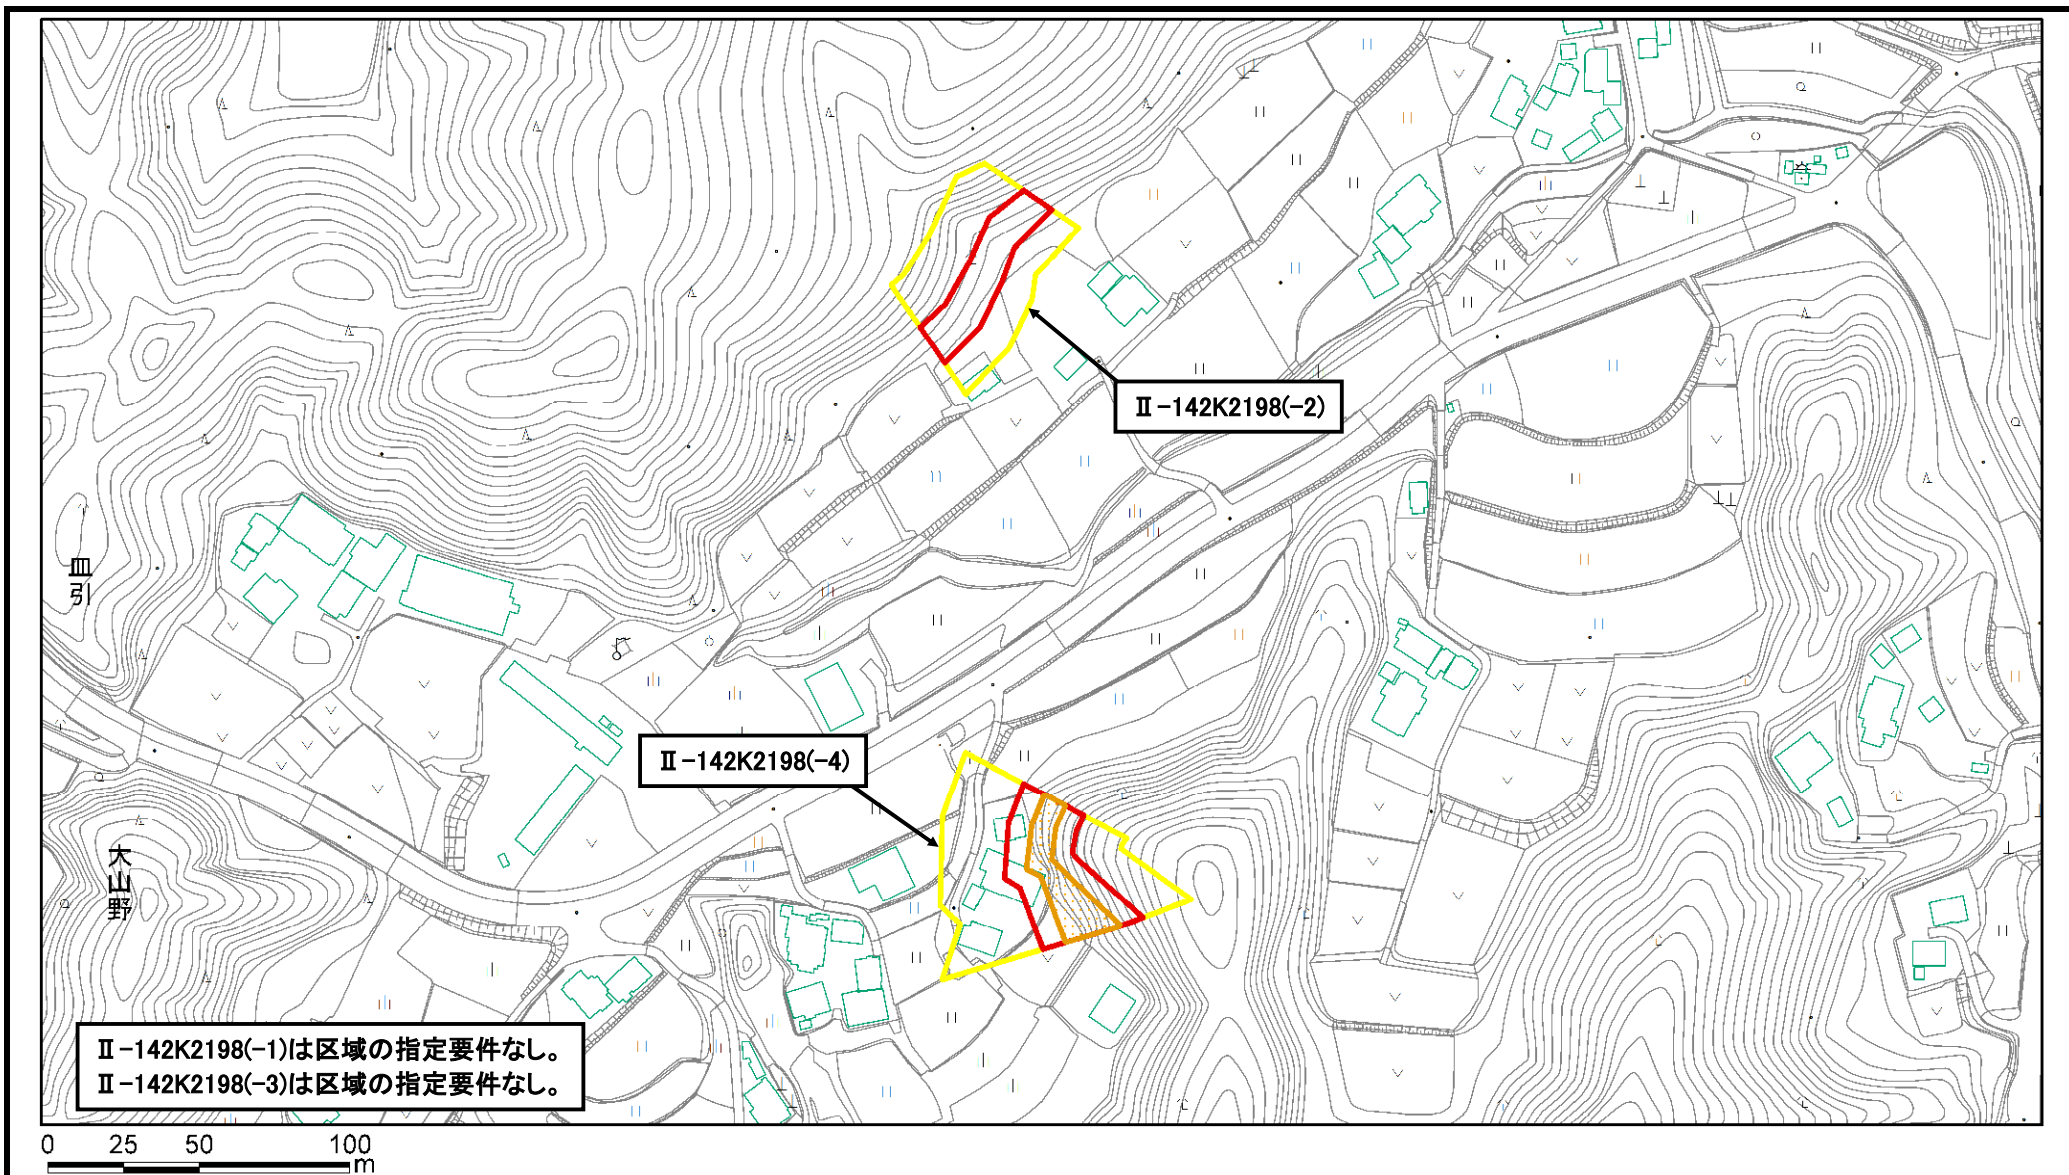 Ⅱ-142K2198(-2)
皿引
Ⅱ-142K2198(-4)
大山野
Ⅱ-142K2198(-1)は区域の指定要件なし。
Ⅱ-142K2198(-3)は区域の指定要件なし。
0 25 50 100
m